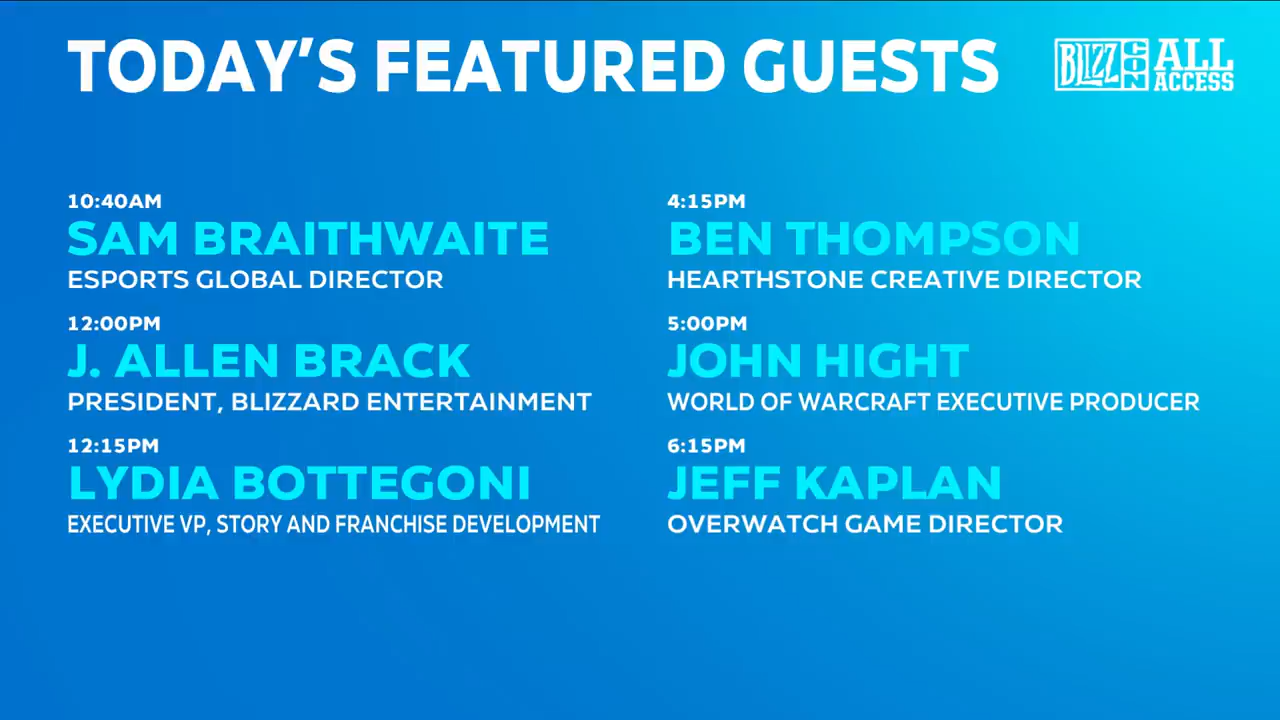 TODAY'S FEATURED GUESTS
BLIZZCON ALL ACCESS
10:40AM
SAM BRAITHWAITE
ESPORTS GLOBAL DIRECTOR
12:00PM
J. ALLEN BRACK
PRESIDENT, BLIZZARD ENTERTAINMENT
12:15PM
LYDIA BOTTEGONI
EXECUTIVE VP, STORY AND FRANCHISE DEVELOPMENT
4:15PM
BEN THOMPSON
HEARTHSTONE CREATIVE DIRECTOR
5:00PM
JOHN HIGHT
WORLD OF WARCRAFT EXECUTIVE PRODUCER
6:15PM
JEFF KAPLAN
OVERWATCH GAME DIRECTOR